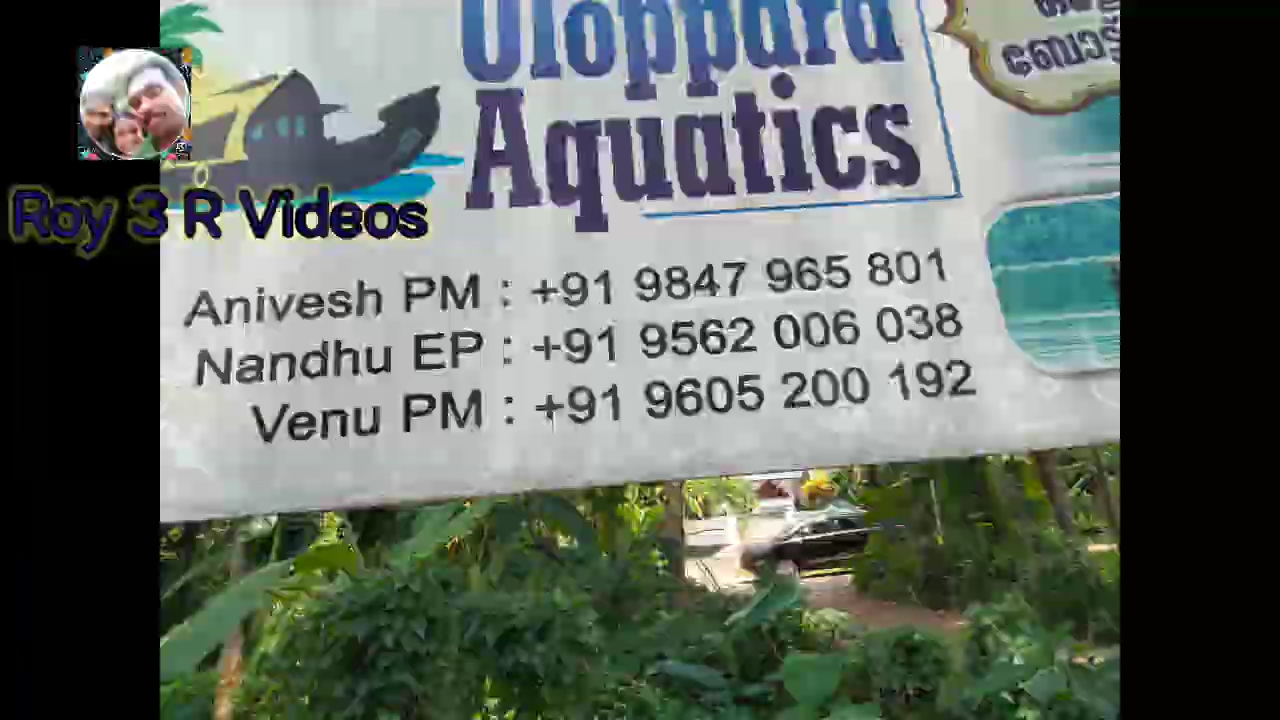 Oloppara
ബോട്ട്
Aquatics
Roy 3 R Videos
Anivesh PM : +91 9847 965 801
Nandhu EP : +91 9562 006 038
Venu PM : +91 9605 200 192